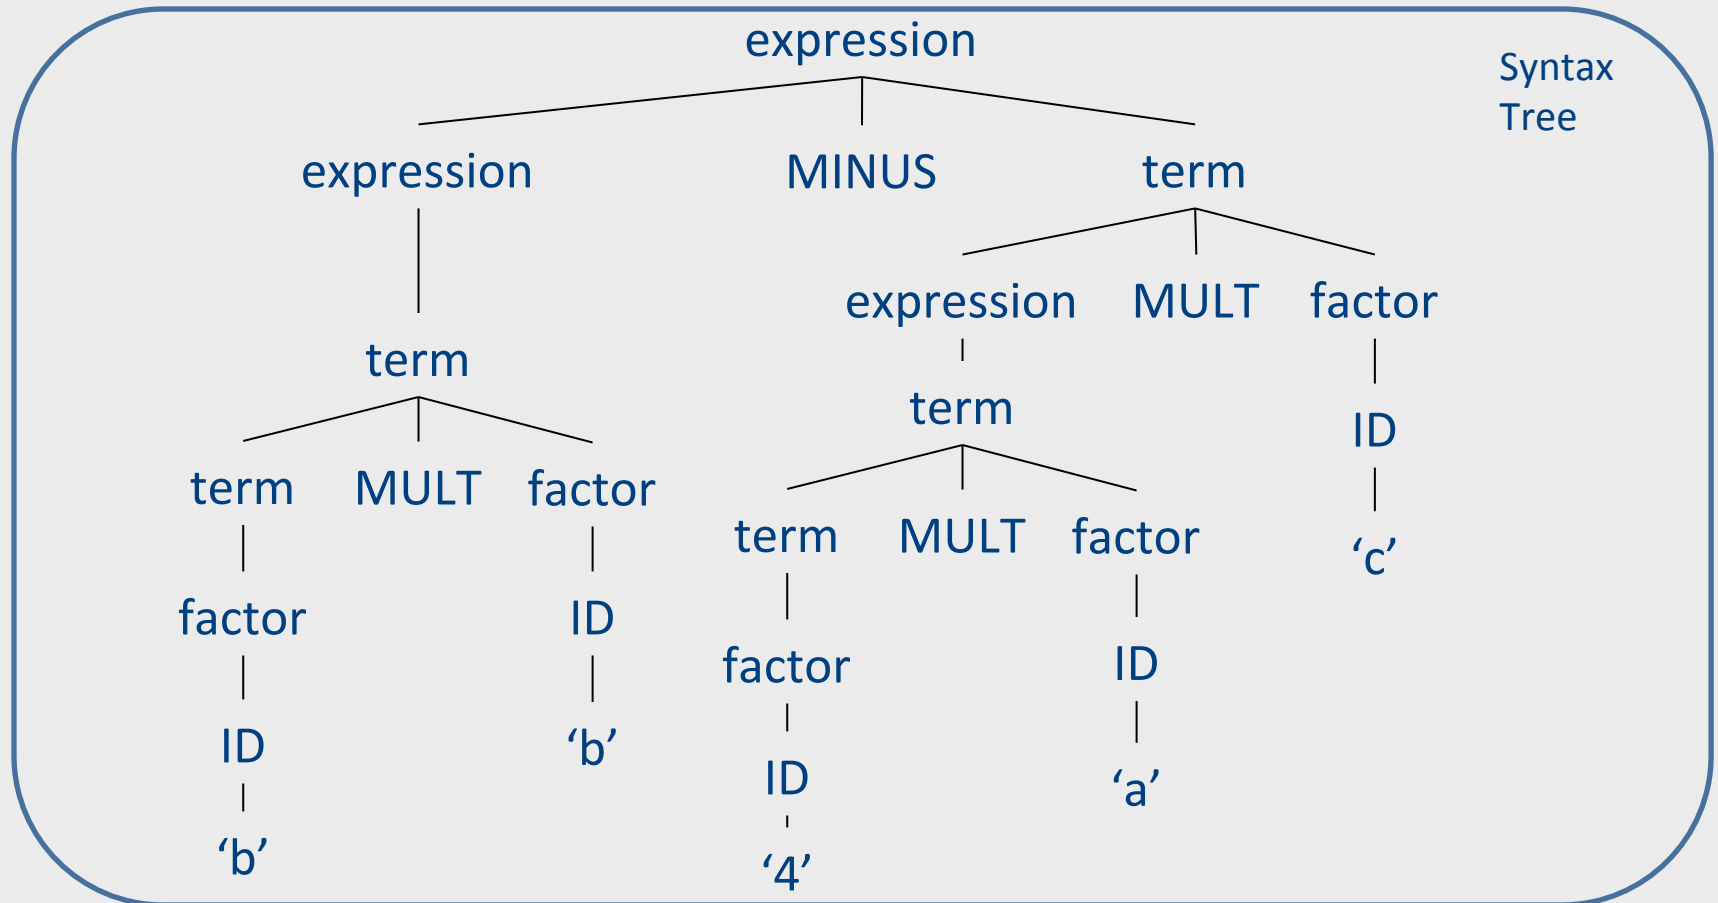 expression
Syntax
Tree
expression MINUS term
expression MULT factor
term
term
ID
term MULT factor
term MULT factor
‘c’
factor
ID
factor
ID
ID
‘b’
ID
‘a’
‘b’
‘4’